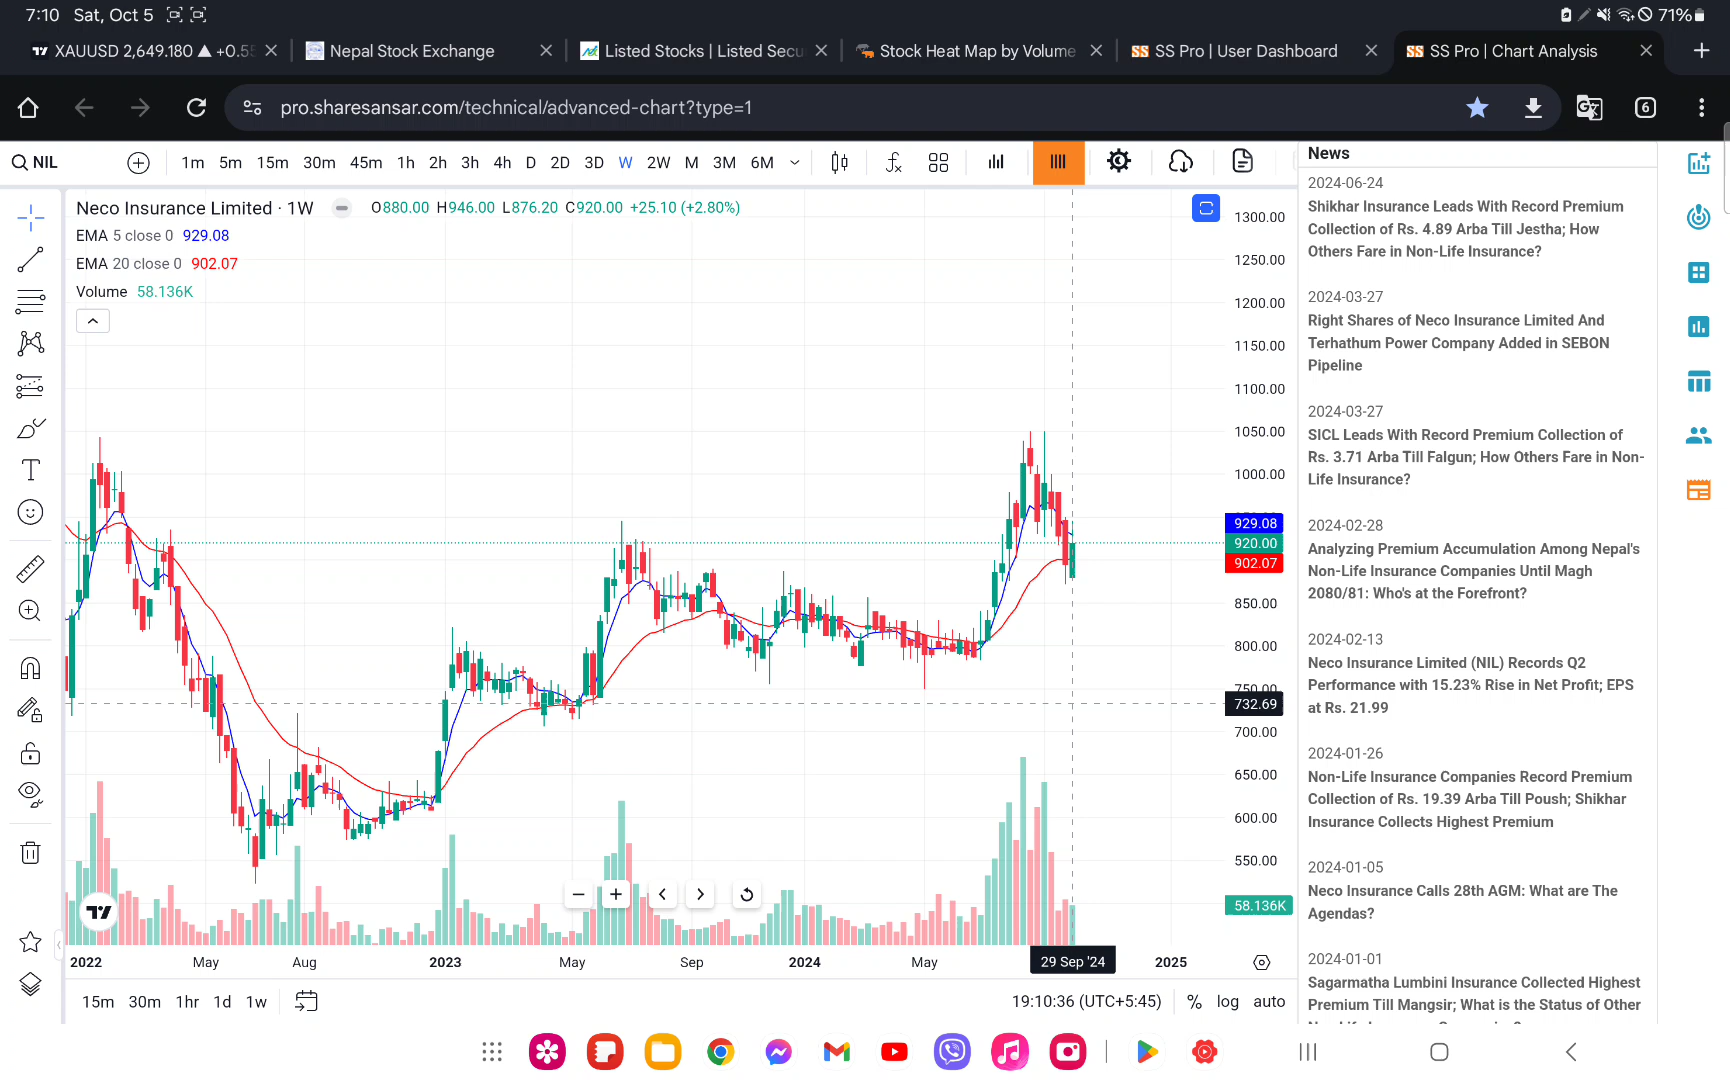 7:10 Sat, Oct 5
71%
XAUUSD 2,649.180 ▲ +0.55
Nepal Stock Exchange
Listed Stocks | Listed Secu
Stock Heat Map by Volume
SS Pro | User Dashboard
SS Pro | Chart Analysis
pro.sharesansar.com/technical/advanced-chart?type=1
6
NIL
1m 5m 15m 30m 45m 1h 2h 3h 4h D 2D 3D W 2W M 3M 6M
Neco Insurance Limited · 1W O880.00 H946.00 L876.20 C920.00 +25.10 (+2.80%)
EMA 5 close 0 929.08
EMA 20 close 0 902.07
Volume 58.136K
1300.00
1250.00
1200.00
1150.00
1100.00
1050.00
1000.00
929.08
920.00
902.07
850.00
800.00
750.00
732.69
700.00
650.00
600.00
550.00
58.136K
2022 May Aug 2023 May Sep 2024 May 29 Sep '24 2025
15m 30m 1hr 1d 1w
19:10:36 (UTC+5:45) % log auto
News
2024-06-24
Shikhar Insurance Leads With Record Premium
Collection of Rs. 4.89 Arba Till Jestha; How
Others Fare in Non-Life Insurance?
2024-03-27
Right Shares of Neco Insurance Limited And
Terhathum Power Company Added in SEBON
Pipeline
2024-03-27
SICL Leads With Record Premium Collection of
Rs. 3.71 Arba Till Falgun; How Others Fare in Non-
Life Insurance?
2024-02-28
Analyzing Premium Accumulation Among Nepal's
Non-Life Insurance Companies Until Magh
2080/81: Who's at the Forefront?
2024-02-13
Neco Insurance Limited (NIL) Records Q2
Performance with 15.23% Rise in Net Profit; EPS
at Rs. 21.99
2024-01-26
Non-Life Insurance Companies Record Premium
Collection of Rs. 19.39 Arba Till Poush; Shikhar
Insurance Collects Highest Premium
2024-01-05
Neco Insurance Calls 28th AGM: What are The
Agendas?
2024-01-01
Sagarmatha Lumbini Insurance Collected Highest
Premium Till Mangsir; What is the Status of Other